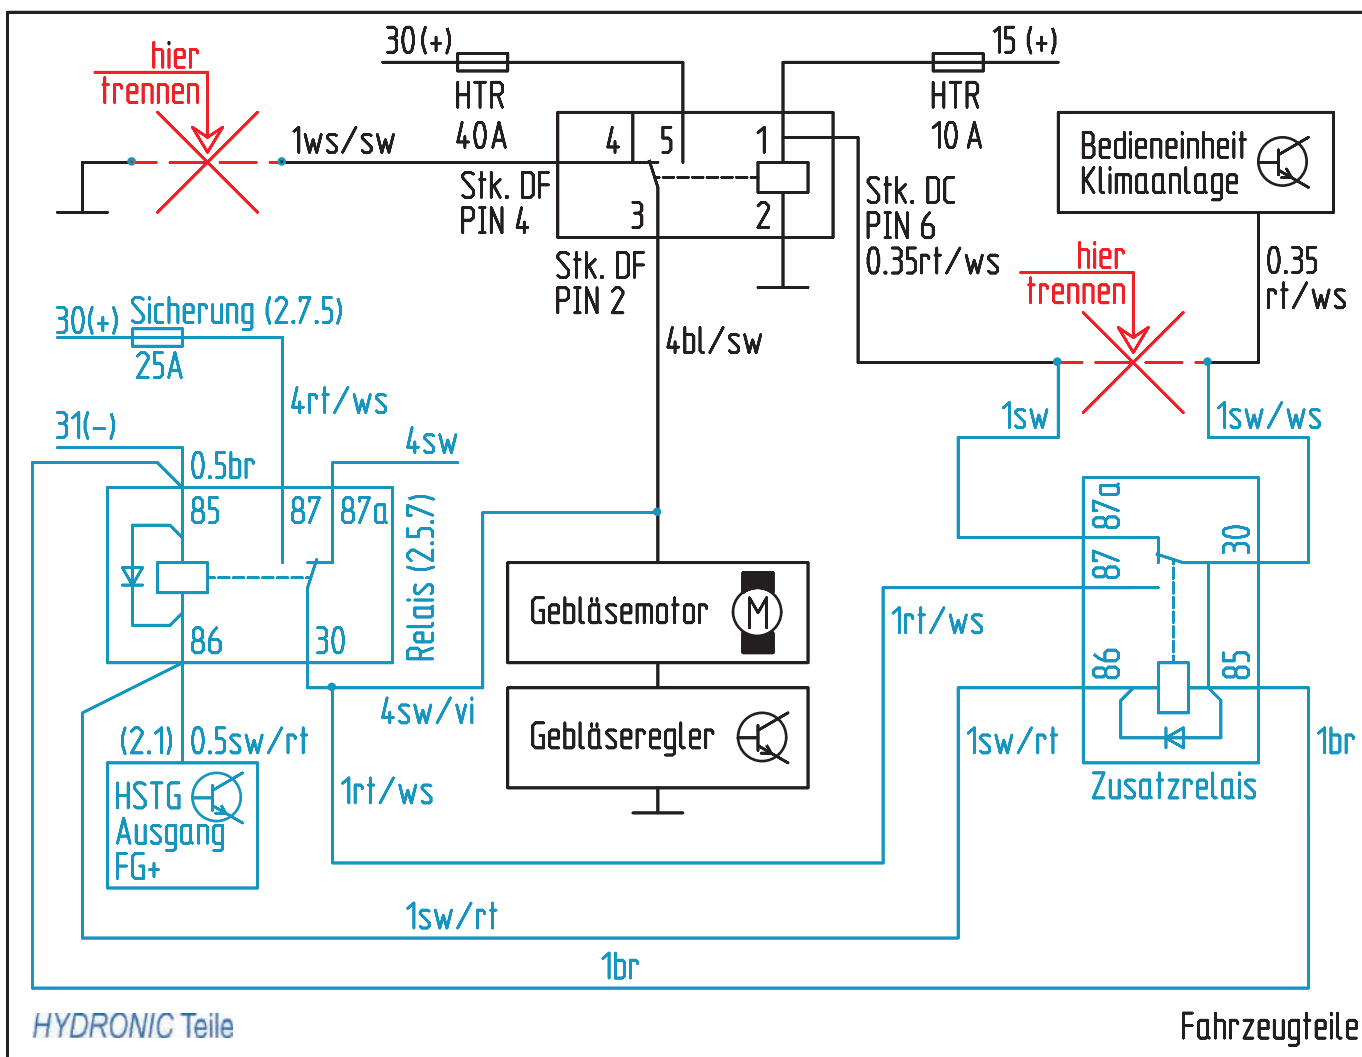 hier
trennen
1ws/sw
30(+)
HTR
40A
15 (+)
HTR
10 A
4
5
1
3
2
Stk. DF
PIN 4
Stk. DF
PIN 2
Stk. DC
PIN 6
0.35rt/ws
Bedieneinheit
Klimaanlage
hier
trennen
0.35
rt/ws
30(+)
Sicherung (2.7.5)
25A
4rt/ws
31(-)
0.5br
4sw
4bl/sw
1sw
1sw/ws
85
87
87a
86
30
Relais (2.5.7)
Gebläsemotor
M
Gebläseregler
4sw/vi
1rt/ws
(2.1)
0.5sw/rt
HSTG
Ausgang
FG+
87a
87
30
86
85
1rt/ws
1sw/rt
1br
Zusatzrelais
1sw/rt
1br
HYDRONIC Teile
Fahrzeugteile